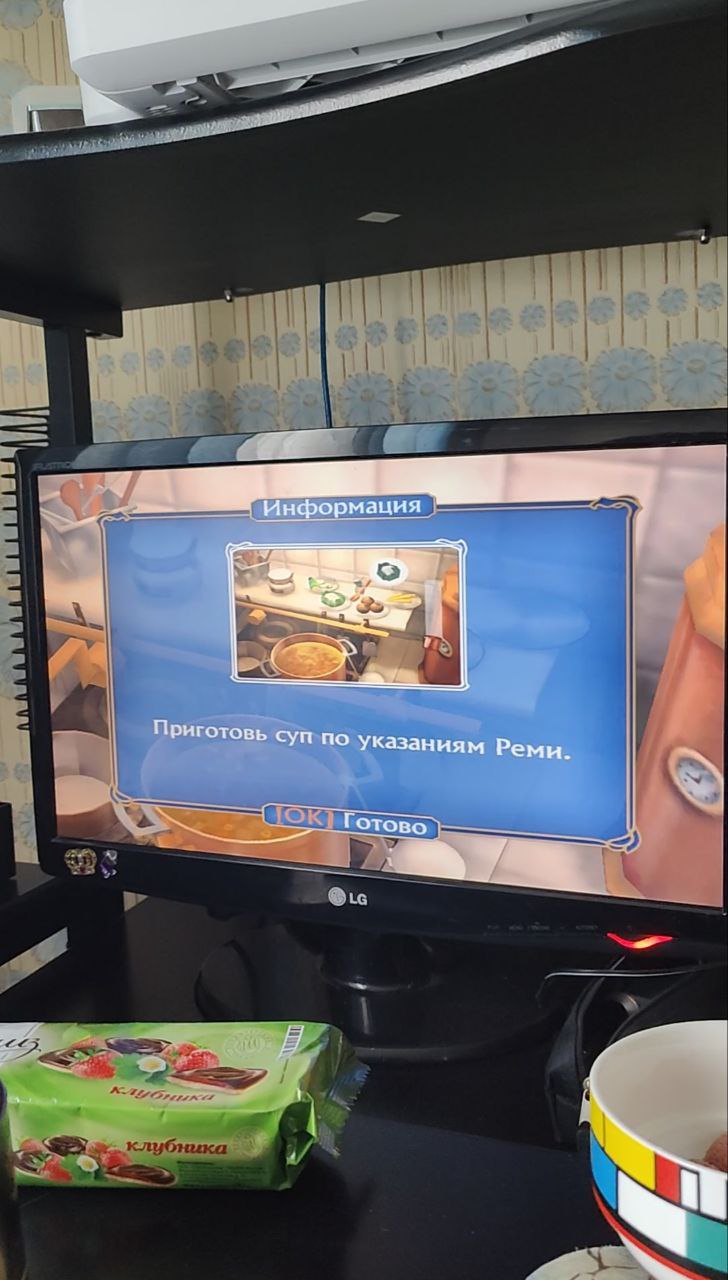 Информация
Приготовь суп по указаниям Реми.
[OK] Готово
LG
клубника
клубника